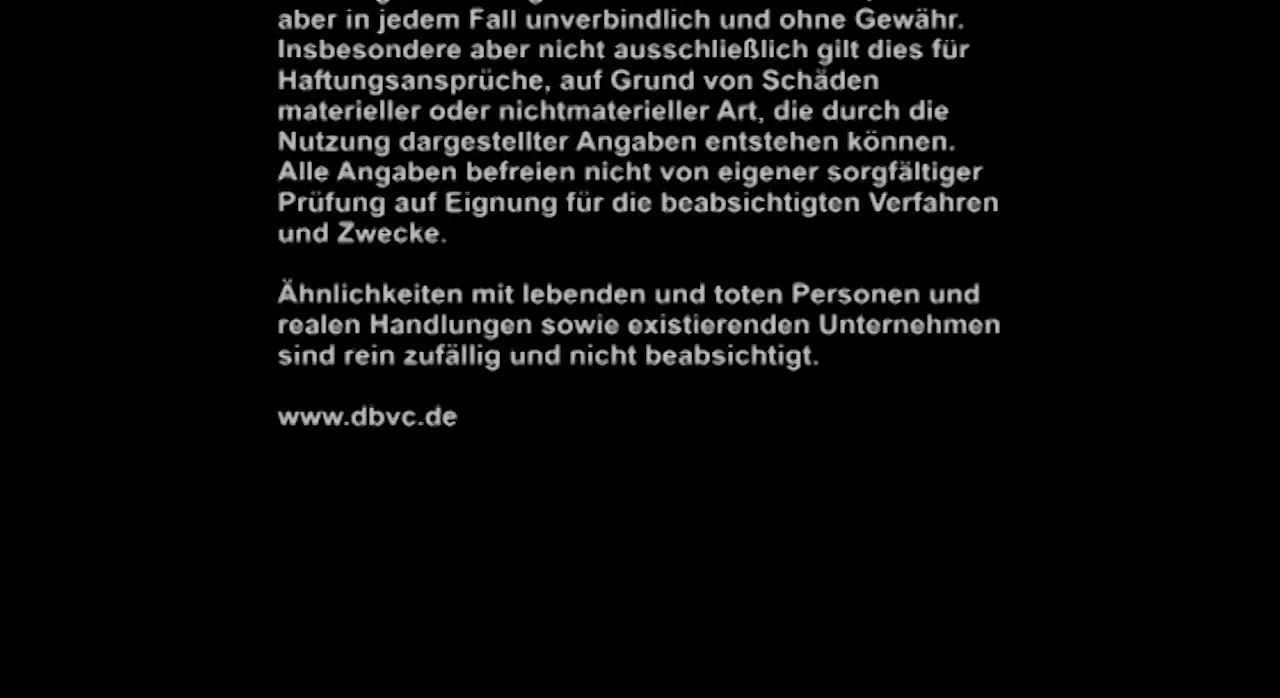 aber in jedem Fall unverbindlich und ohne Gewähr.
Insbesondere aber nicht ausschließlich gilt dies für
Haftungsansprüche, auf Grund von Schäden
materieller oder nichtmaterieller Art, die durch die
Nutzung dargestellter Angaben entstehen können.
Alle Angaben befreien nicht von eigener sorgfältiger
Prüfung auf Eignung für die beabsichtigten Verfahren
und Zwecke.
Ähnlichkeiten mit lebenden und toten Personen und
realen Handlungen sowie existierenden Unternehmen
sind rein zufällig und nicht beabsichtigt.
www.dbvc.de